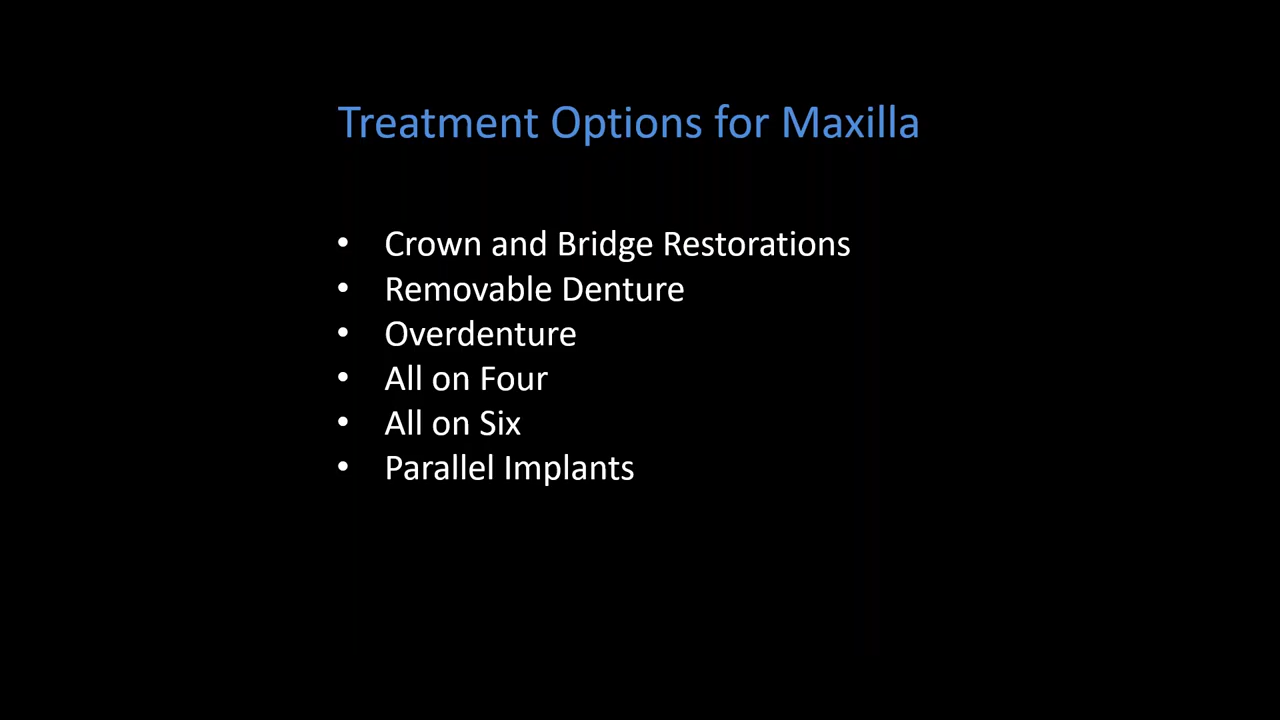 Treatment Options for Maxilla
• Crown and Bridge Restorations
• Removable Denture
• Overdenture
• All on Four
• All on Six
• Parallel Implants